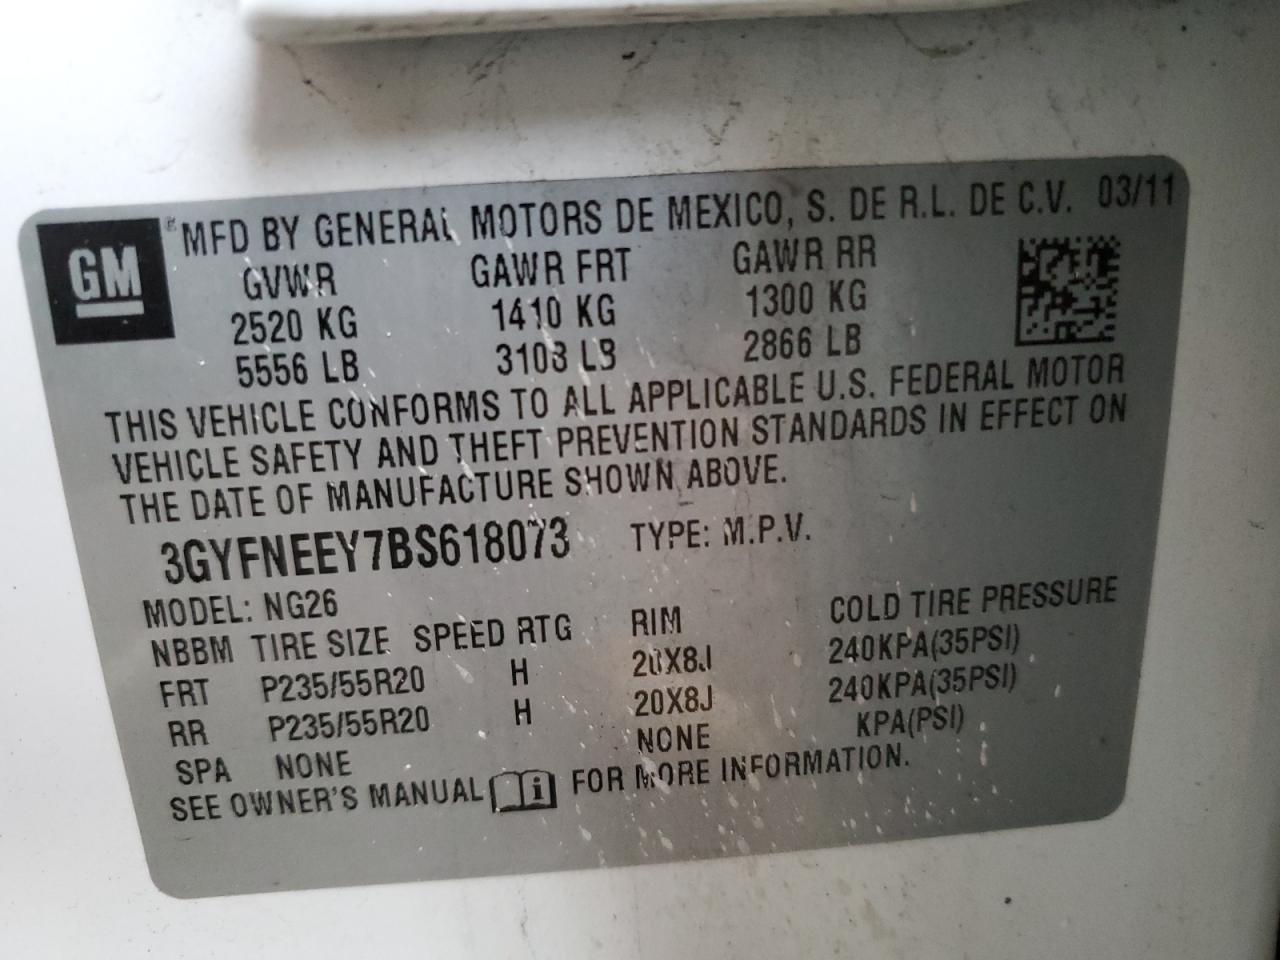 GM
MFD BY GENERAL MOTORS DE MEXICO, S. DE R.L. DE C.V. 03/11
GVWR GAWR FRT GAWR RR
2520 KG 1410 KG 1300 KG
5556 LB 3108 LB 2866 LB
THIS VEHICLE CONFORMS TO ALL APPLICABLE U.S. FEDERAL MOTOR
VEHICLE SAFETY AND THEFT PREVENTION STANDARDS IN EFFECT ON
THE DATE OF MANUFACTURE SHOWN ABOVE.
3GYFNEEY7BS618073 TYPE: M.P.V.
MODEL: NG26
NBBM TIRE SIZE SPEED RTG RIM COLD TIRE PRESSURE
FRT P235/55R20 H 20X8J 240KPA(35PSI)
RR P235/55R20 H 20X8J 240KPA(35PSI)
SPA NONE NONE KPA(PSI)
SEE OWNER'S MANUAL i FOR MORE INFORMATION.